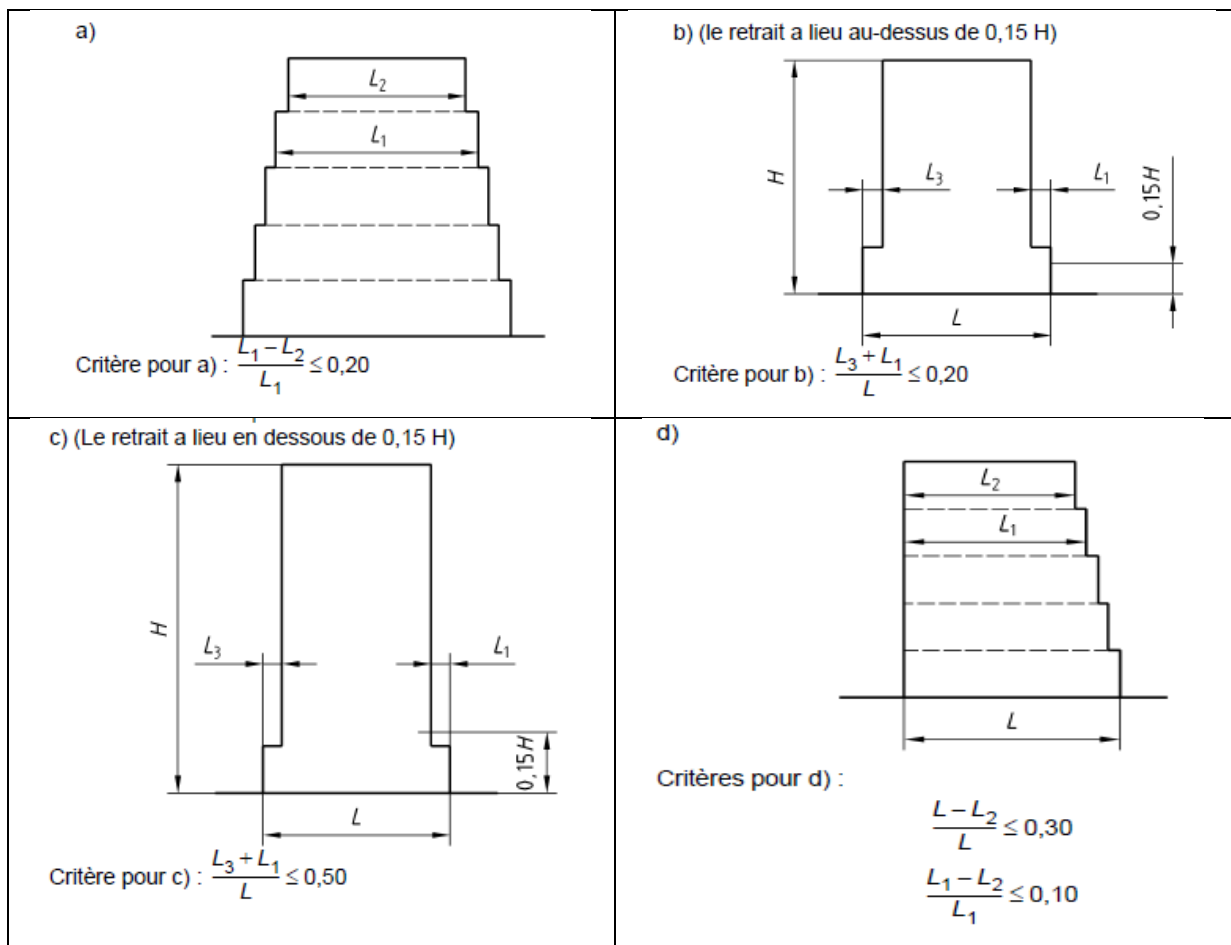 a)
L₂
L₁
Critère pour a) : (L₁ – L₂)/L₁ ≤ 0,20
b) (le retrait a lieu au-dessus de 0,15 H)
H
L₃
L₁
0,15H
L
Critère pour b) : (L₃ + L₁)/L ≤ 0,20
c) (Le retrait a lieu en dessous de 0,15 H)
H
L₃
L₁
0,15H
L
Critère pour c) : (L₃ + L₁)/L ≤ 0,50
d)
L₂
L₁
L
Critères pour d) :
(L – L₂)/L ≤ 0,30
(L₁ – L₂)/L₁ ≤ 0,10